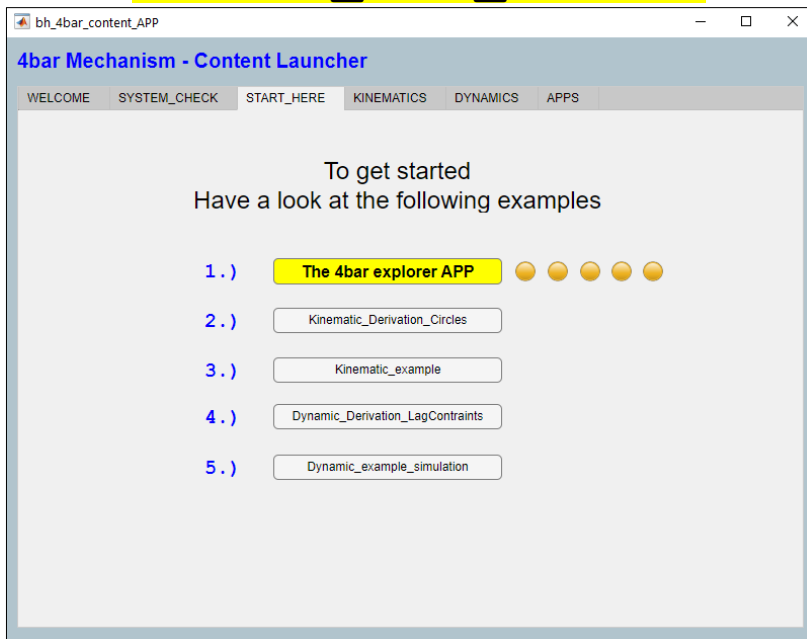 bh_4bar_content_APP
4bar Mechanism - Content Launcher
WELCOME SYSTEM_CHECK START_HERE KINEMATICS DYNAMICS APPS
To get started
Have a look at the following examples
1.) The 4bar explorer APP
2.) Kinematic_Derivation_Circles
3.) Kinematic_example
4.) Dynamic_Derivation_LagContraints
5.) Dynamic_example_simulation